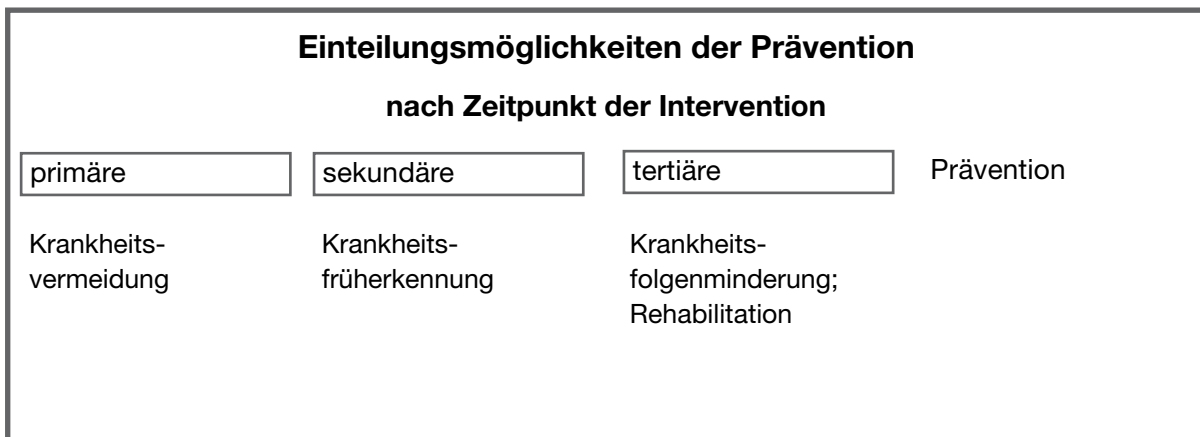 Einteilungsmöglichkeiten der Prävention
nach Zeitpunkt der Intervention
primäre sekundäre tertiäre Prävention
Krankheits-
vermeidung
Krankheits-
früherkennung
Krankheits-
folgenminderung;
Rehabilitation